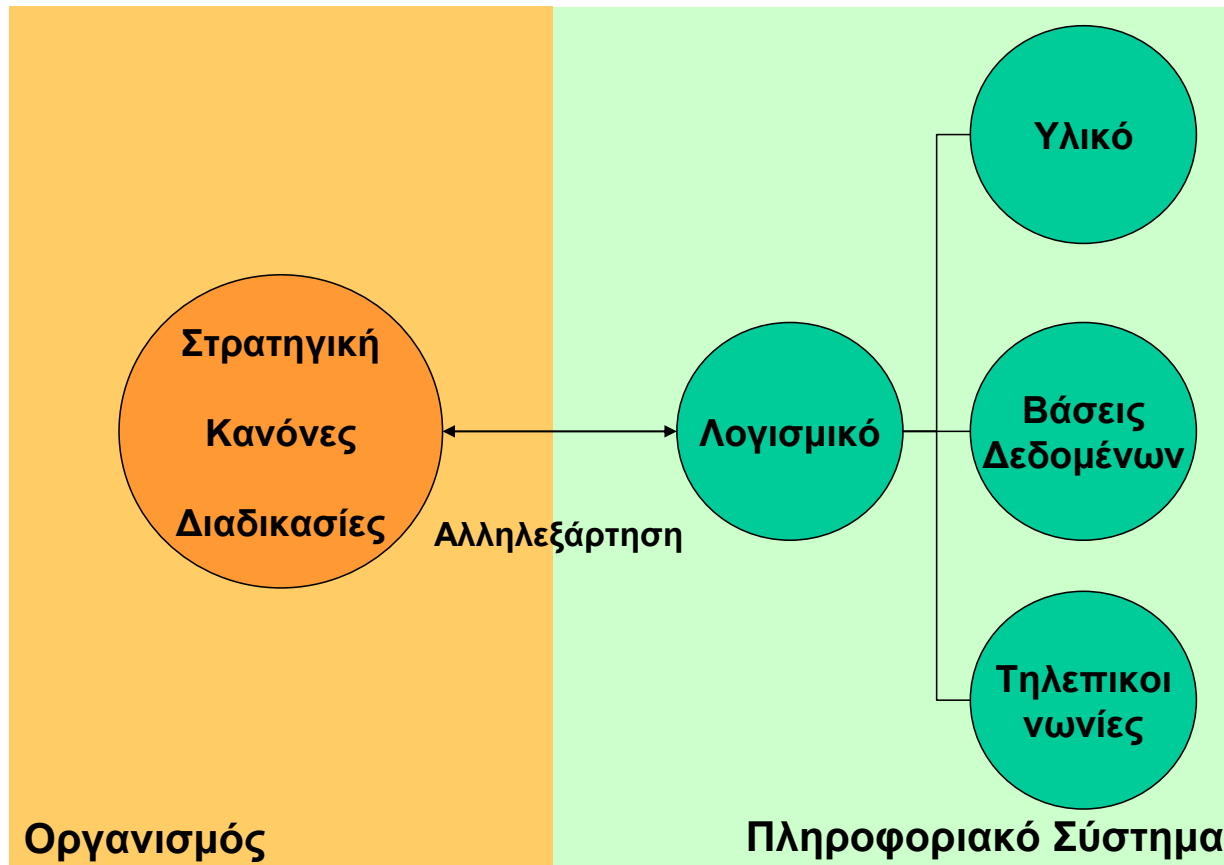 Υλικό
Στρατηγική
Κανόνες
Διαδικασίες
Αλληλεξάρτηση
Λογισμικό
Βάσεις
Δεδομένων
Τηλεπικοι
νωνίες
Οργανισμός
Πληροφοριακό Σύστημα